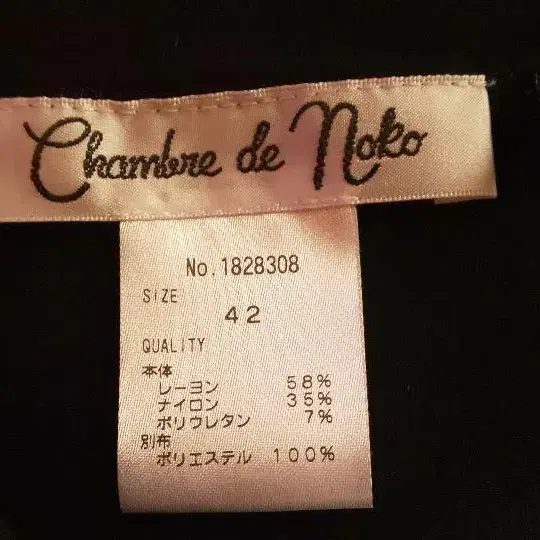 Chambre de Noko
No.1828308
SIZE
42
QUALITY
本体
レーヨン 58%
ナイロン 35%
ポリウレタン 7%
別布
ポリエステル 100%